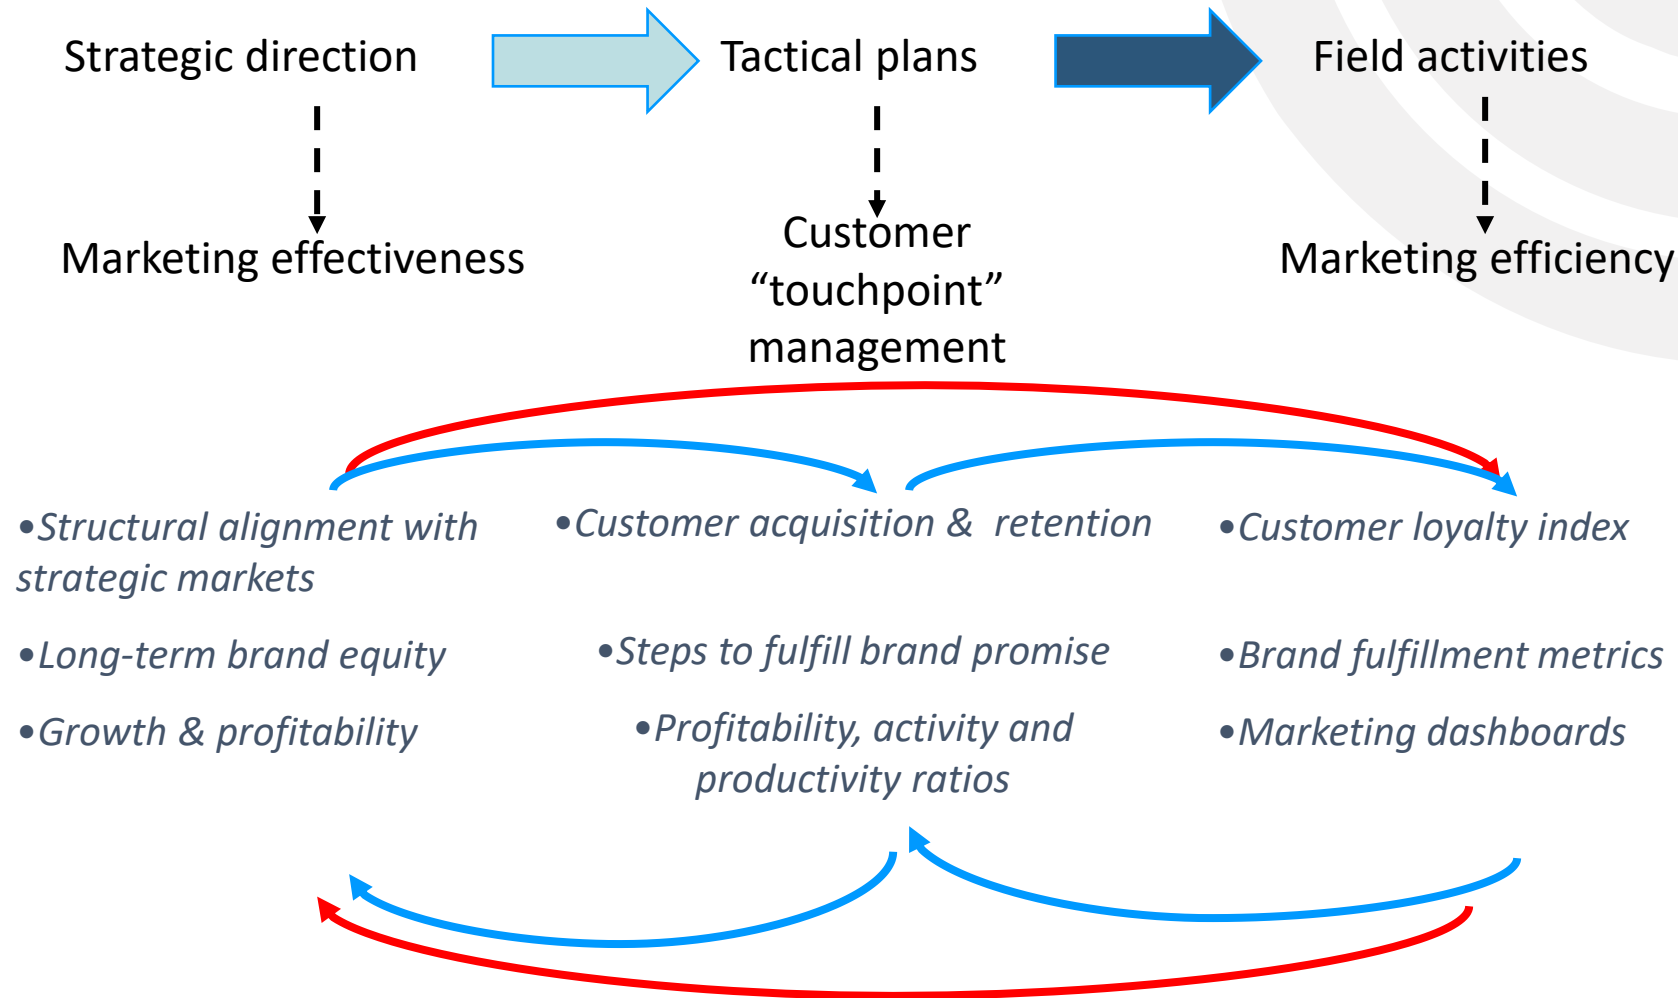 Strategic direction
Tactical plans
Field activities
Marketing effectiveness
Customer
“touchpoint”
management
Marketing efficiency
•Structural alignment with
strategic markets
•Customer acquisition & retention
•Customer loyalty index
•Long-term brand equity
•Steps to fulfill brand promise
•Brand fulfillment metrics
•Growth & profitability
•Profitability, activity and
productivity ratios
•Marketing dashboards